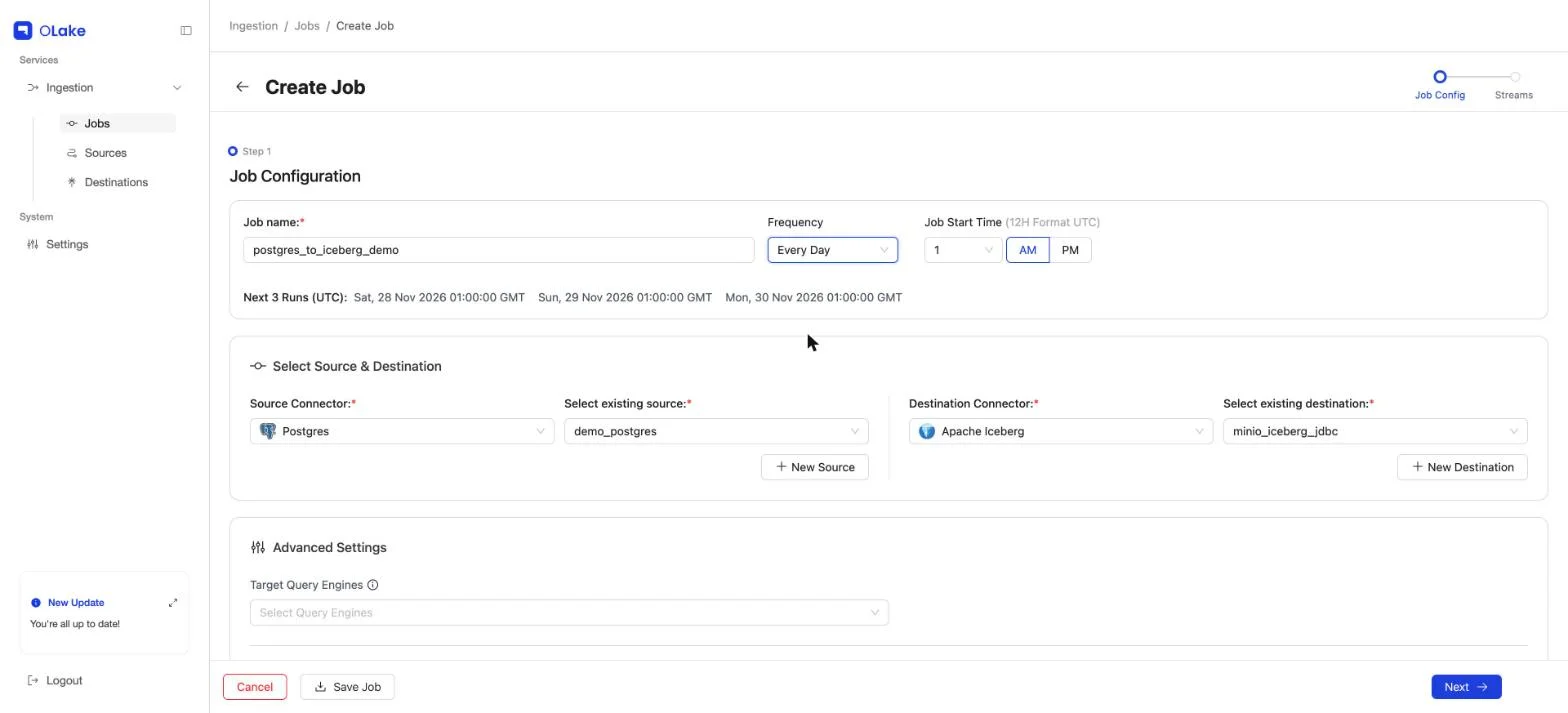 OLake
Services
Ingestion
Jobs
Sources
Destinations
System
Settings
New Update
You're all up to date!
Logout
Ingestion / Jobs / Create Job
Create Job
Job Config
Streams
Step 1
Job Configuration
Job name:*
Frequency
Job Start Time (12H Format UTC)
postgres_to_iceberg_demo
Every Day
1
AM
PM
Next 3 Runs (UTC): Sat, 28 Nov 2026 01:00:00 GMT Sun, 29 Nov 2026 01:00:00 GMT Mon, 30 Nov 2026 01:00:00 GMT
Select Source & Destination
Source Connector:*
Select existing source:*
Destination Connector:*
Select existing destination:*
Postgres
demo_postgres
Apache Iceberg
minio_iceberg_jdbc
+ New Source
+ New Destination
Advanced Settings
Target Query Engines
Select Query Engines
Cancel
Save Job
Next →